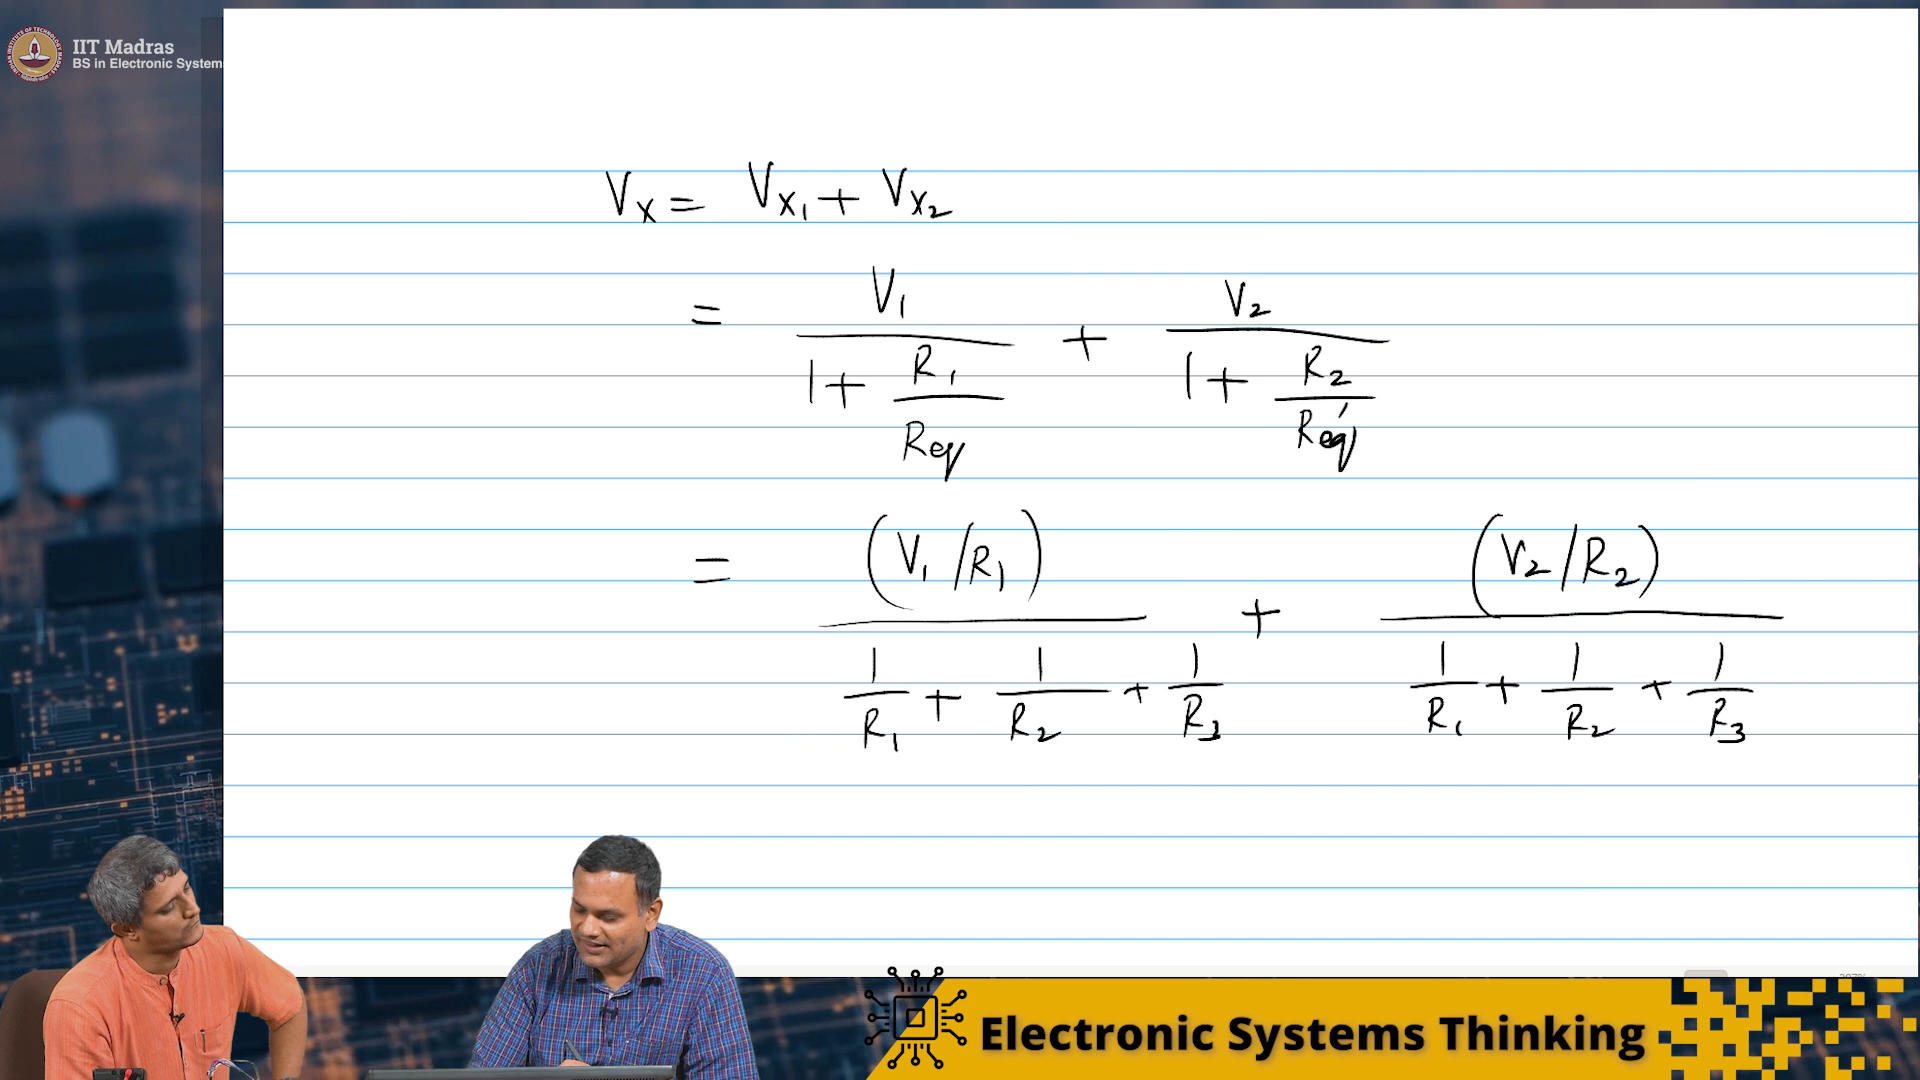 IIT Madras
BS in Electronic System
Vx = Vx₁ + Vx₂
= V₁ / (1 + R₁/Req) + V₂ / (1 + R₂/Req′)
= (V₁/R₁) / (1/R₁ + 1/R₂ + 1/R₃) + (V₂/R₂) / (1/R₁ + 1/R₂ + 1/R₃)
Electronic Systems Thinking